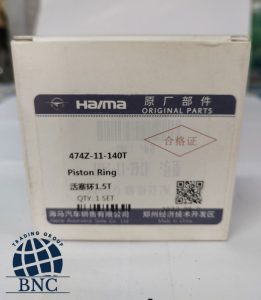 Haima
原厂部件
ORIGINAL PARTS
合格证
474Z-11-140T
Piston Ring
活塞环1.5T
QTY: 1 SET
海马汽车销售有限公司
郑州经济技术开发区
TRADING GROUP
BNC